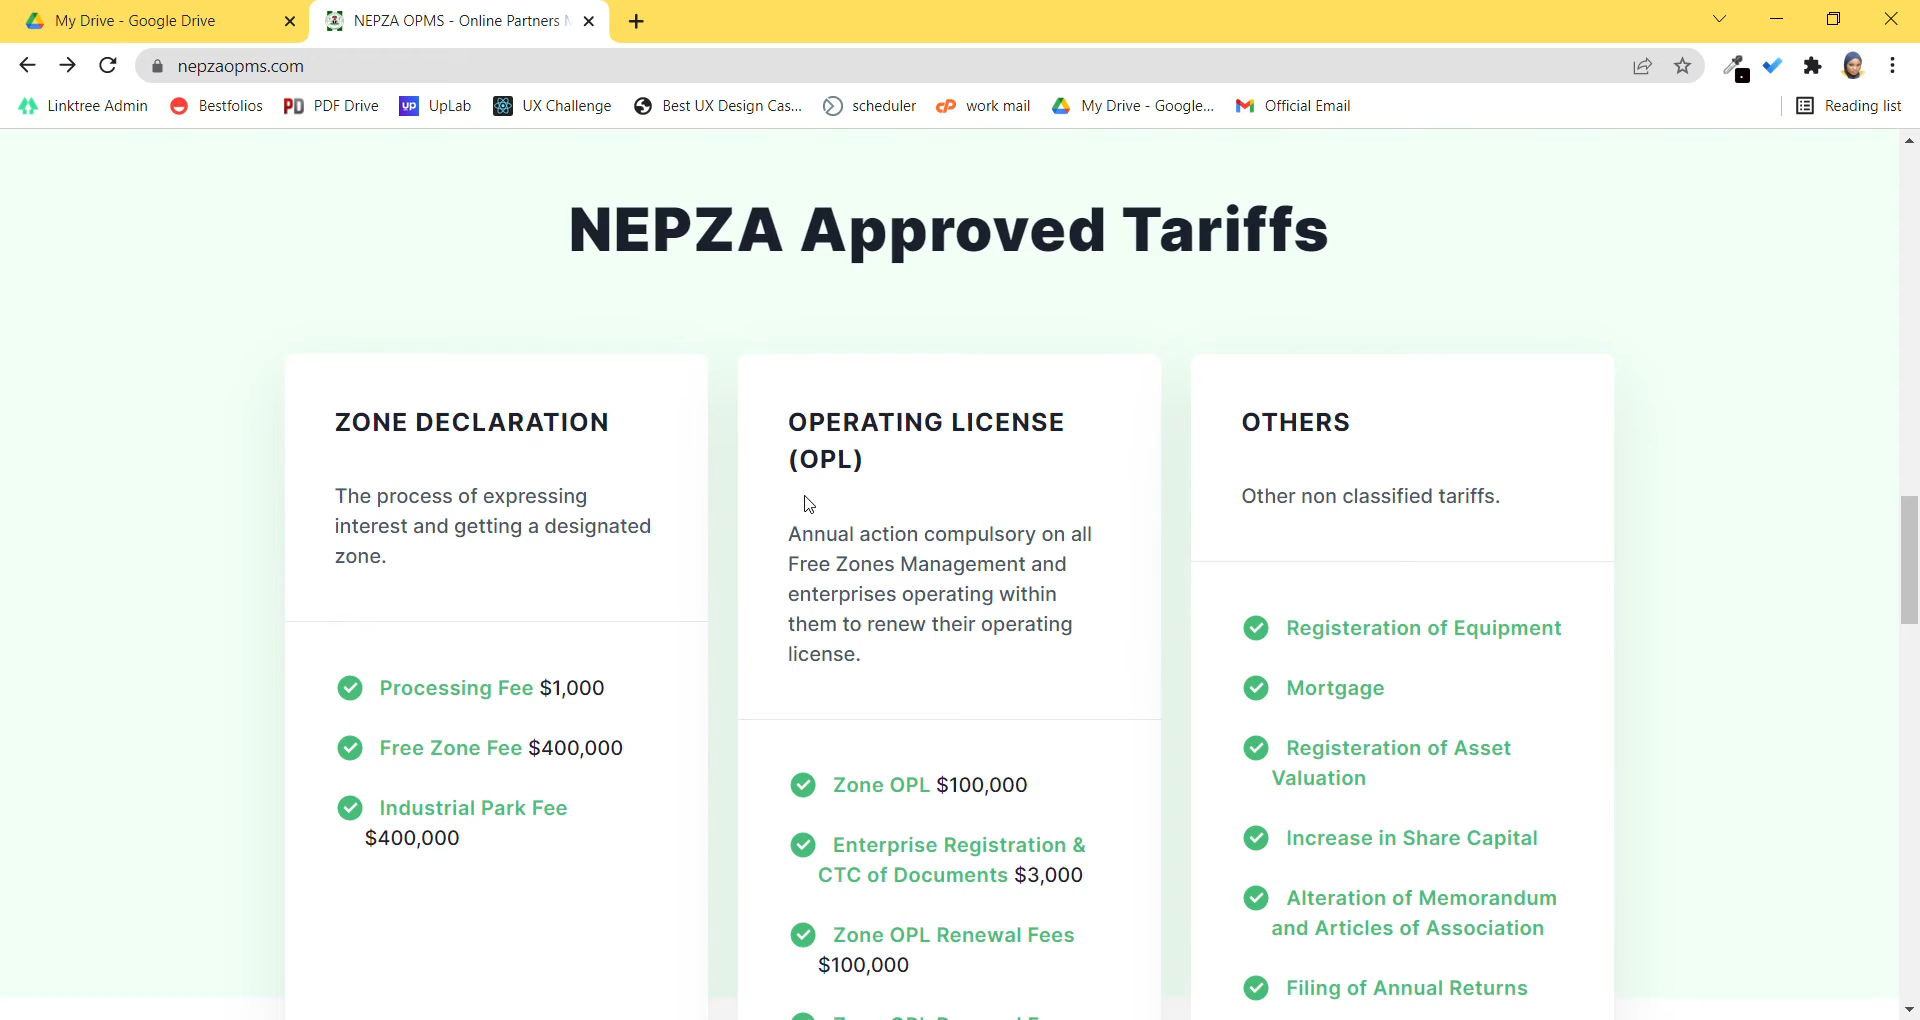 My Drive - Google Drive
NEPZA OPMS - Online Partners
nepzaopms.com
Linktree Admin
Bestfolios
PDF Drive
UpLab
UX Challenge
Best UX Design Cas...
scheduler
work mail
My Drive - Google...
Official Email
Reading list
NEPZA Approved Tariffs
ZONE DECLARATION
The process of expressing
interest and getting a designated
zone.
Processing Fee $1,000
Free Zone Fee $400,000
Industrial Park Fee
$400,000
OPERATING LICENSE
(OPL)
Annual action compulsory on all
Free Zones Management and
enterprises operating within
them to renew their operating
license.
Zone OPL $100,000
Enterprise Registration &
CTC of Documents $3,000
Zone OPL Renewal Fees
$100,000
OTHERS
Other non classified tariffs.
Registeration of Equipment
Mortgage
Registeration of Asset
Valuation
Increase in Share Capital
Alteration of Memorandum
and Articles of Association
Filing of Annual Returns